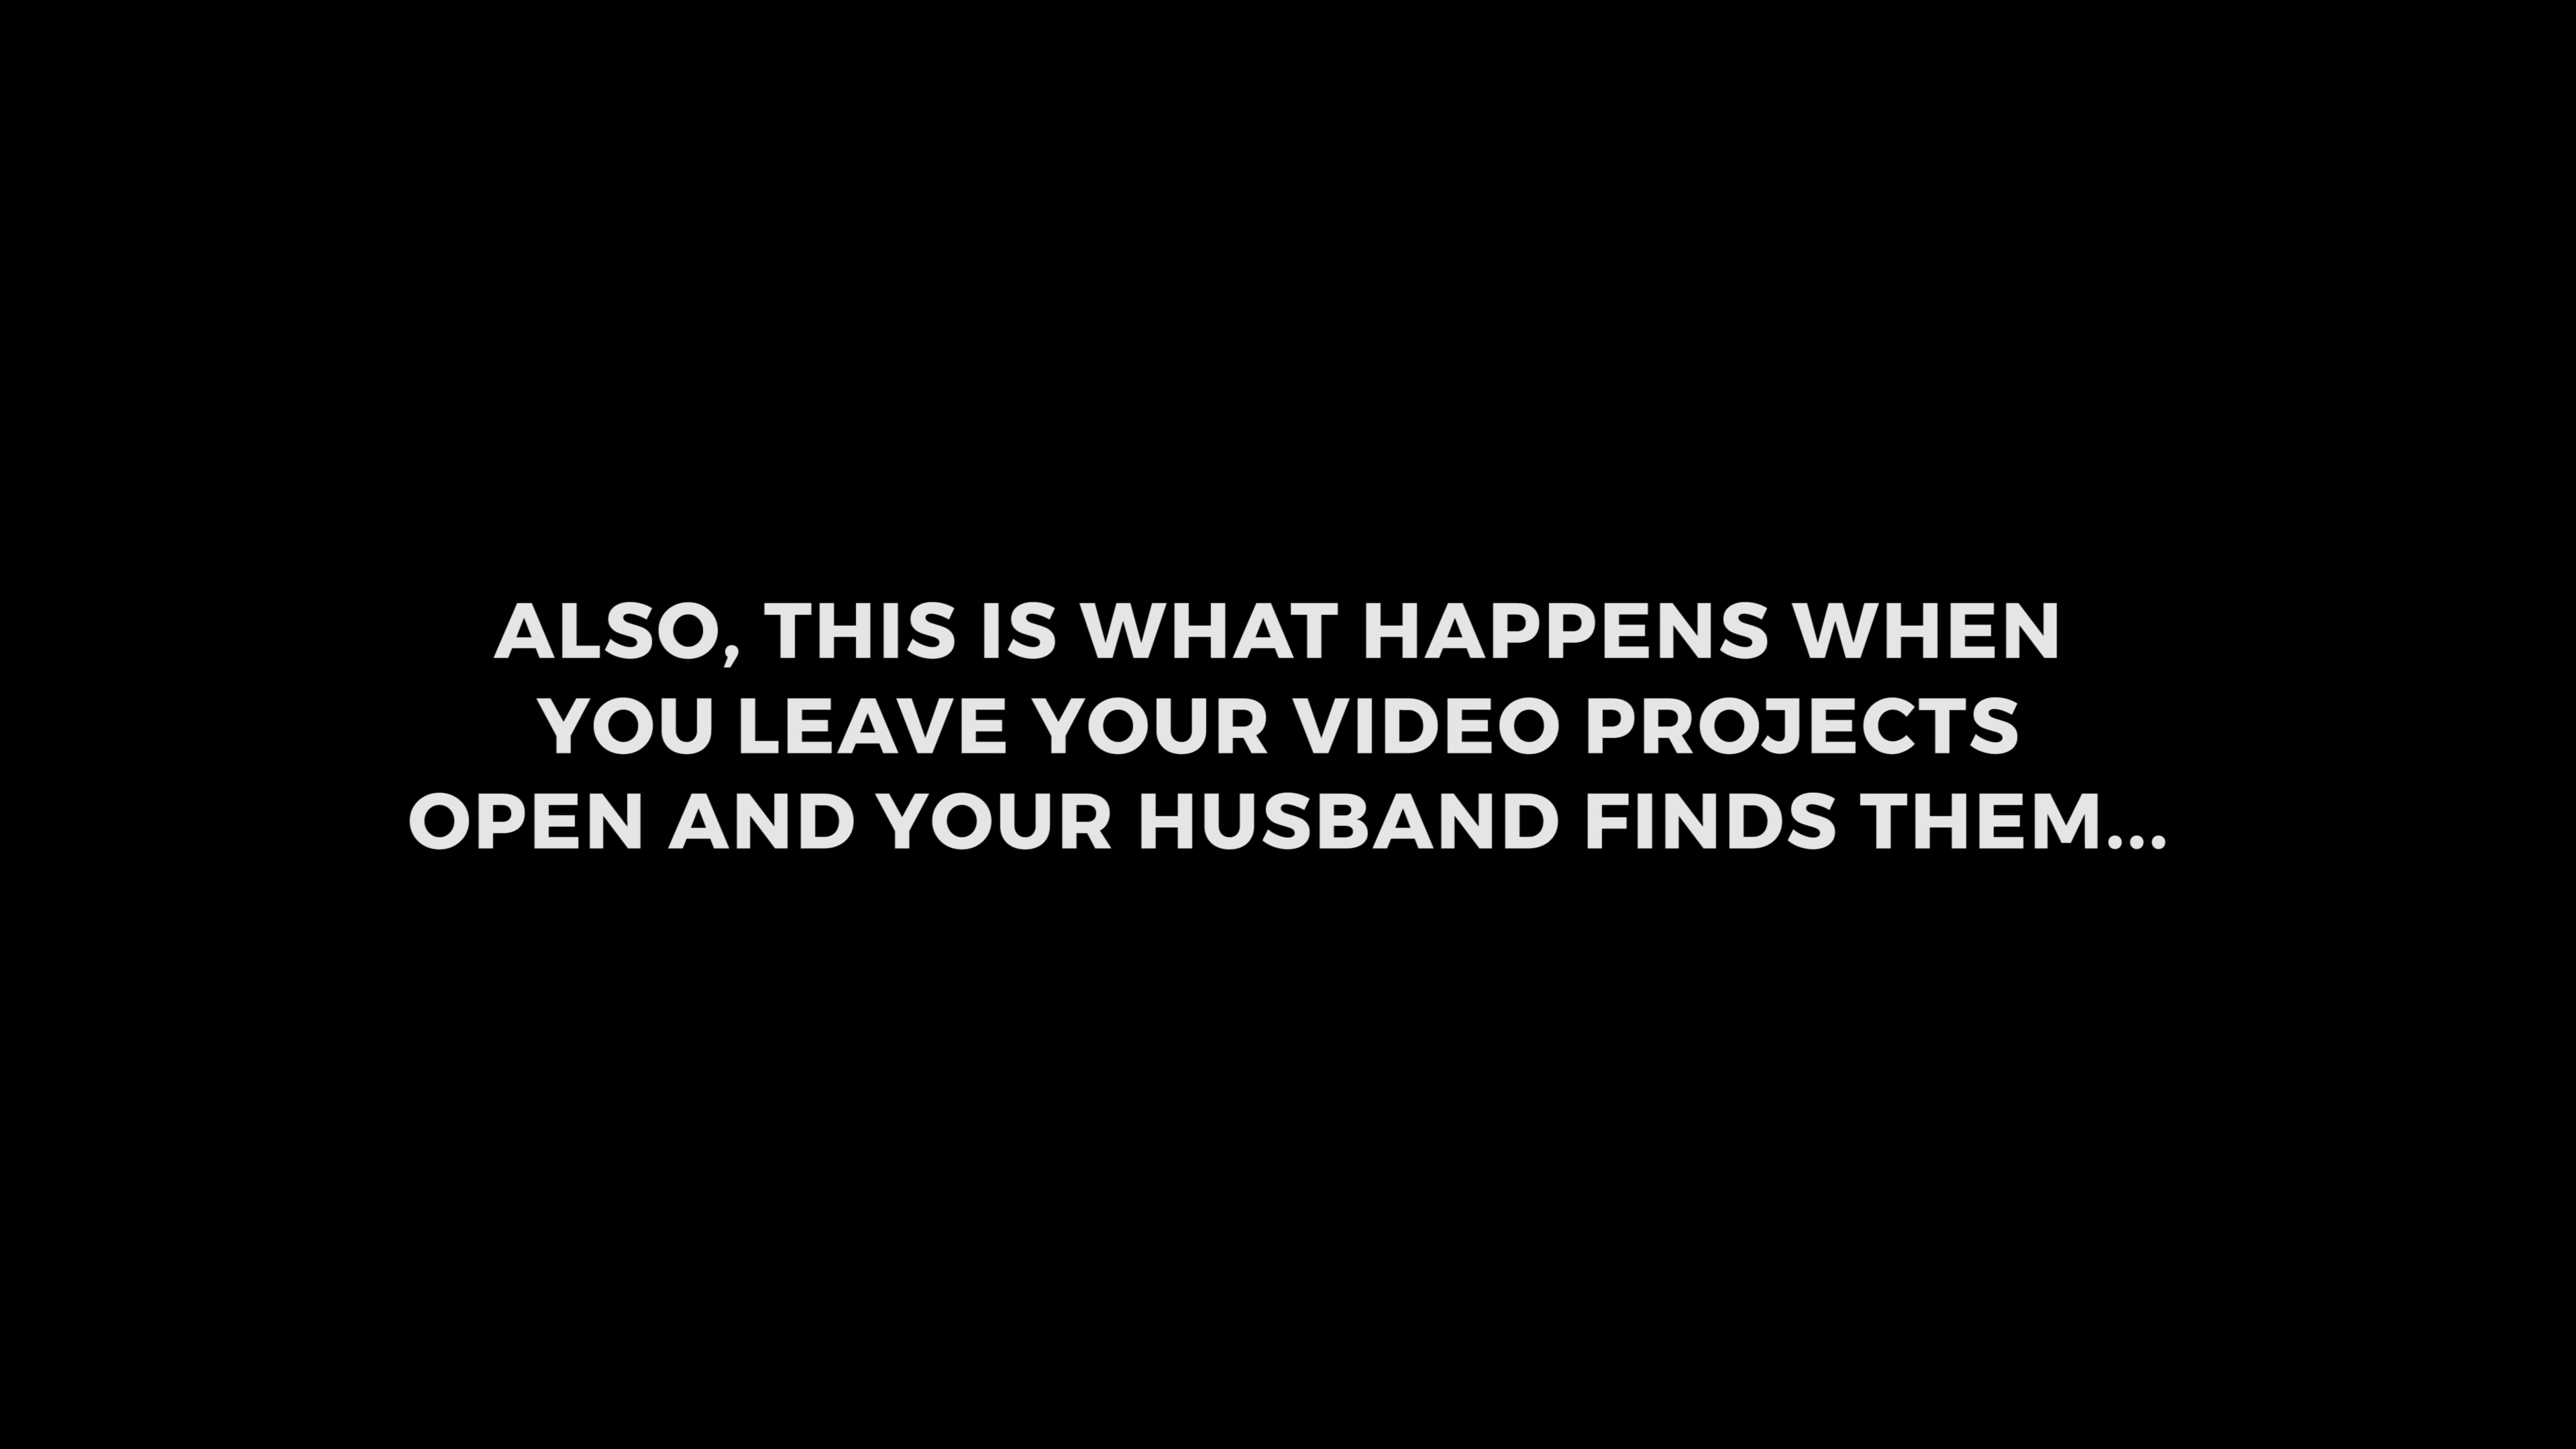 ALSO, THIS IS WHAT HAPPENS WHEN
YOU LEAVE YOUR VIDEO PROJECTS
OPEN AND YOUR HUSBAND FINDS THEM...